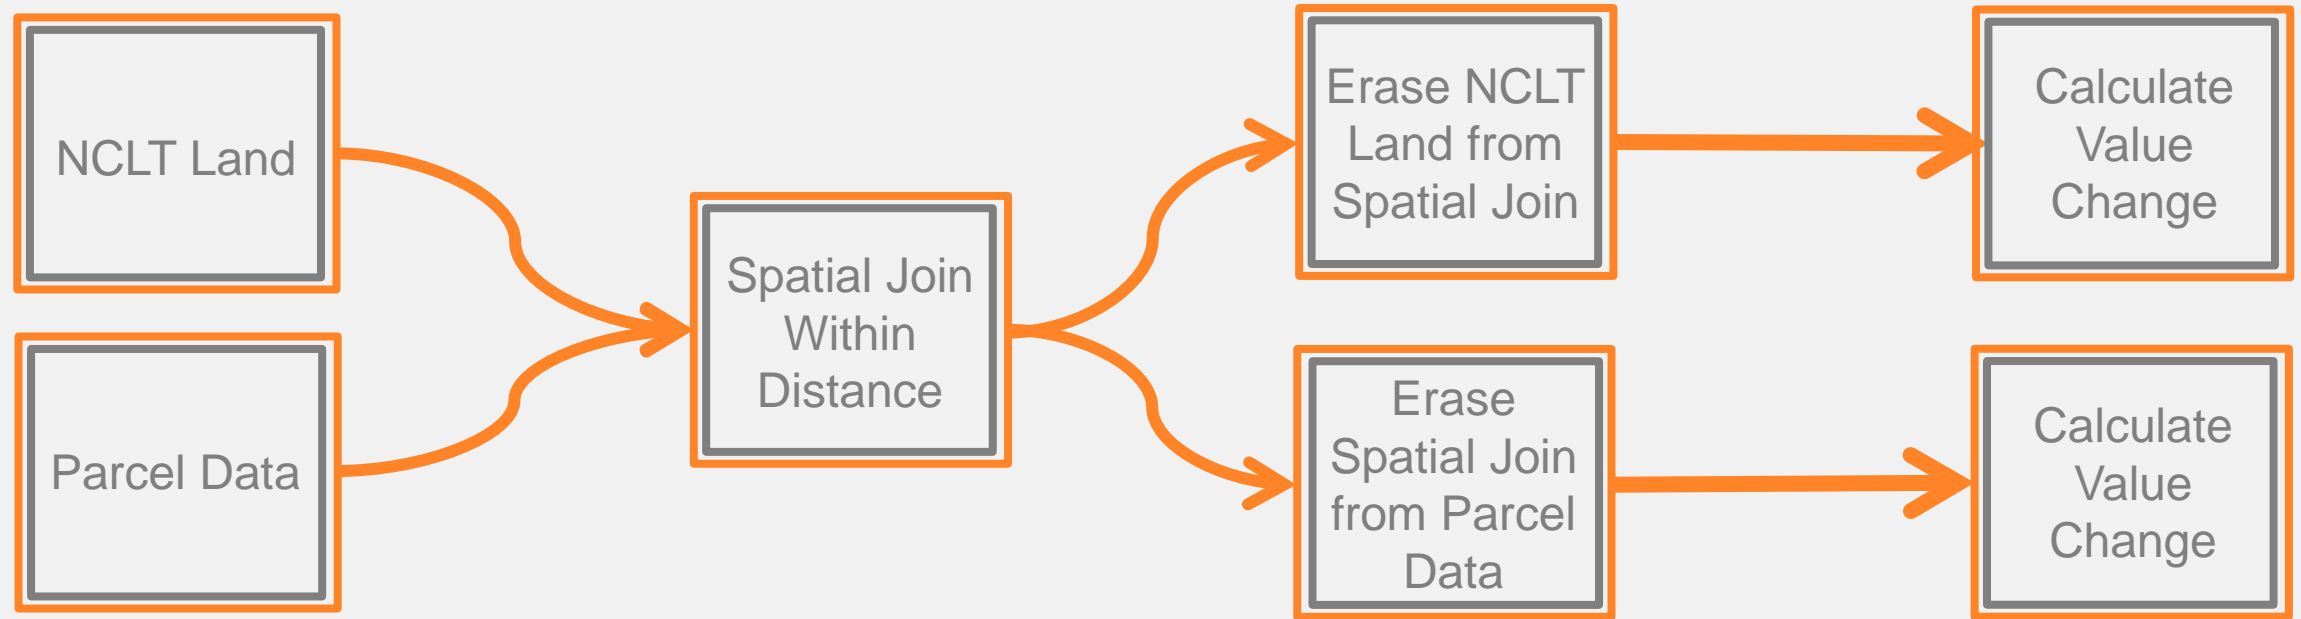 NCLT Land
Parcel Data
Spatial Join
Within
Distance
Erase NCLT
Land from
Spatial Join
Calculate
Value
Change
Erase
Spatial Join
from Parcel
Data
Calculate
Value
Change